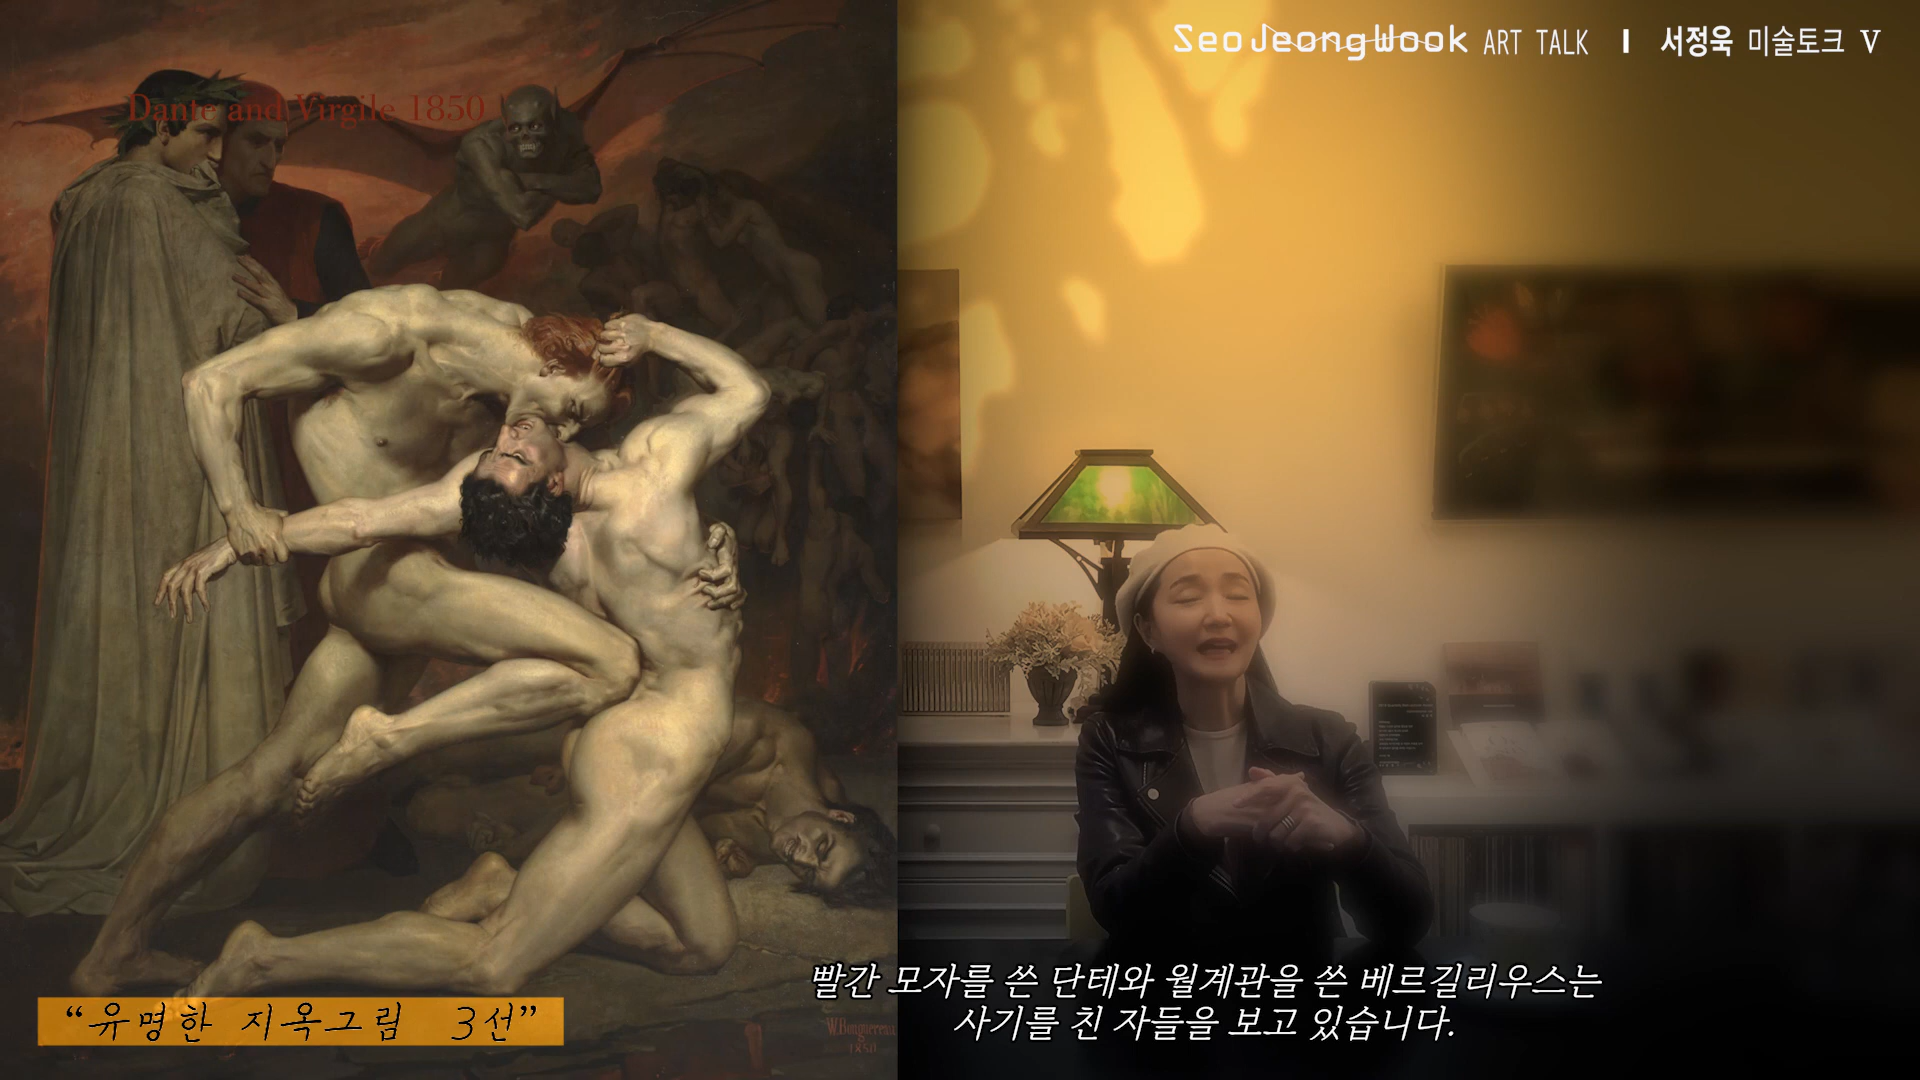 SeoJeongWook ART TALK I 서정욱 미술토크 V
Dante and Virgile 1850
빨간 모자를 쓴 단테와 월계관을 쓴 베르길리우스는
사기를 친 자들을 보고 있습니다.
“유명한 지옥그림 3선”
W.Bouguereau
1850